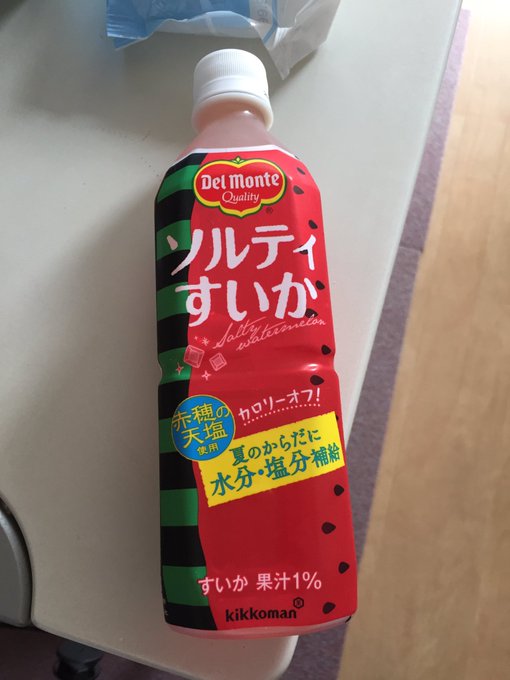 Del Monte
Quality
ソルティ
すいか
Salty
watermelon
カロリーオフ!
赤穂の
天塩
使用
夏のからだに
水分・塩分補給
すいか 果汁1%
kikkoman